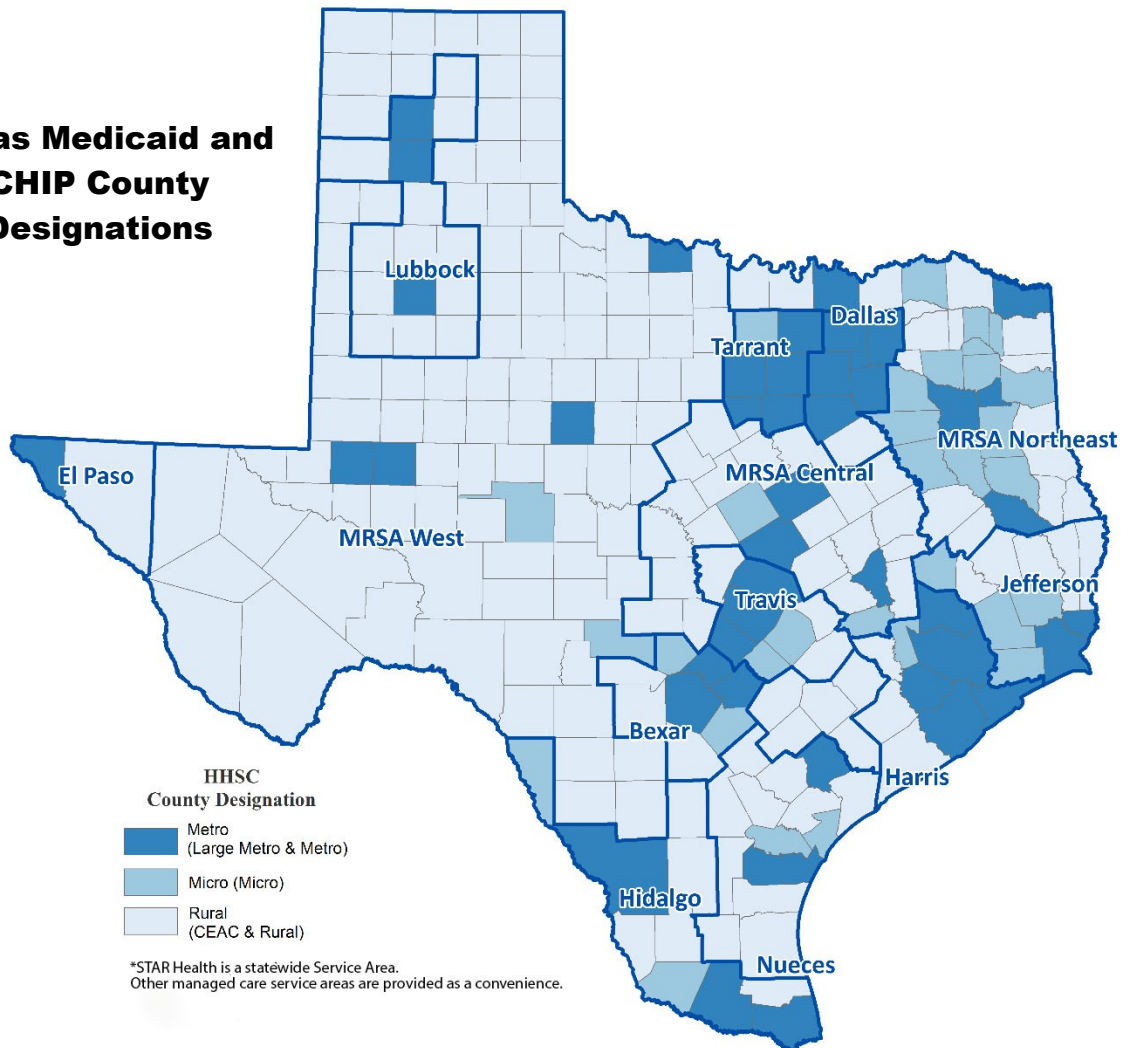 as Medicaid and
CHIP County
Designations
Lubbock
Dallas
Tarrant
MRSA Northeast
El Paso
MRSA Central
MRSA West
Jefferson
Travis
Bexar
Harris
Hidalgo
Nueces
HHSC
County Designation
Metro
(Large Metro & Metro)
Micro (Micro)
Rural
(CEAC & Rural)
*STAR Health is a statewide Service Area.
Other managed care service areas are provided as a convenience.